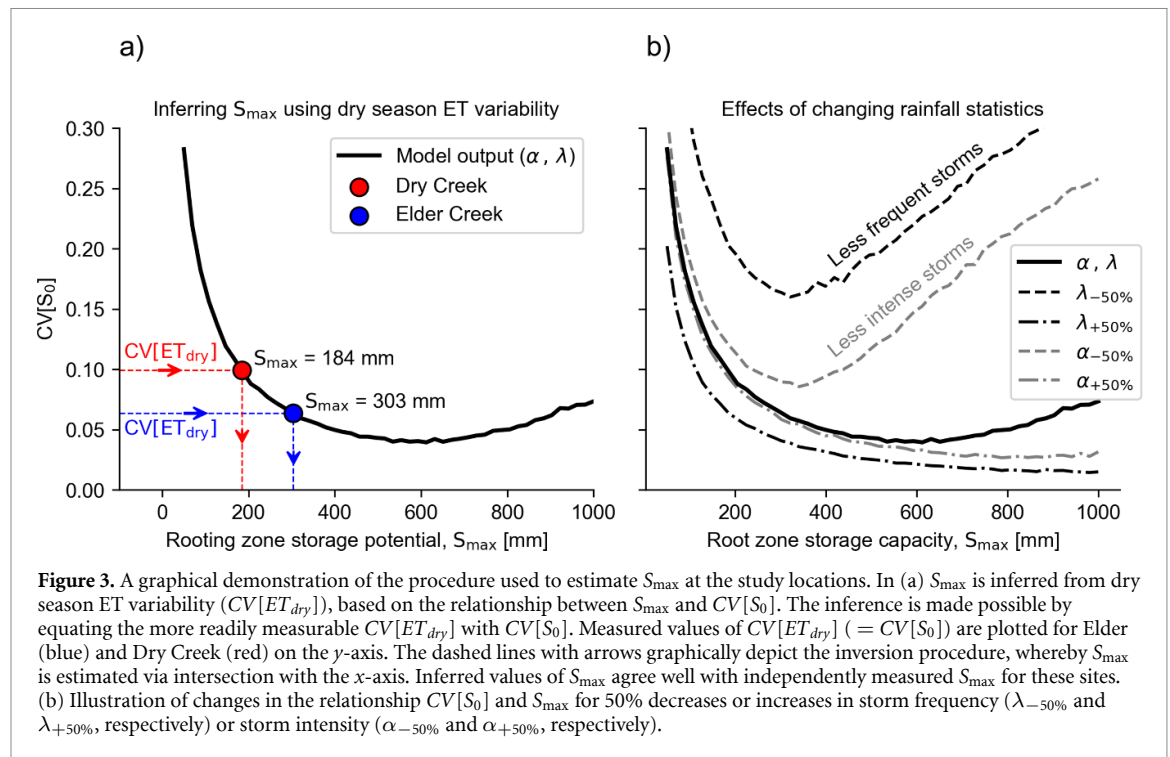 a)
Inferring Smax using dry season ET variability
CV[S0]
0.30
0.25
0.20
0.15
0.10
0.05
0.00
Model output (α , λ)
Dry Creek
Elder Creek
CV[ETdry]
Smax = 184 mm
Smax = 303 mm
CV[ETdry]
0 200 400 600 800 1000
Rooting zone storage potential, Smax [mm]
b)
Effects of changing rainfall statistics
Less frequent storms
Less intense storms
α , λ
λ−50%
λ+50%
α−50%
α+50%
200 400 600 800 1000
Root zone storage capacity, Smax [mm]
Figure 3. A graphical demonstration of the procedure used to estimate Smax at the study locations. In (a) Smax is inferred from dry
season ET variability (CV[ETdry]), based on the relationship between Smax and CV[S0]. The inference is made possible by
equating the more readily measurable CV[ETdry] with CV[S0]. Measured values of CV[ETdry] ( = CV[S0]) are plotted for Elder
(blue) and Dry Creek (red) on the y-axis. The dashed lines with arrows graphically depict the inversion procedure, whereby Smax
is estimated via intersection with the x-axis. Inferred values of Smax agree well with independently measured Smax for these sites.
(b) Illustration of changes in the relationship CV[S0] and Smax for 50% decreases or increases in storm frequency (λ−50% and
λ+50%, respectively) or storm intensity (α−50% and α+50%, respectively).